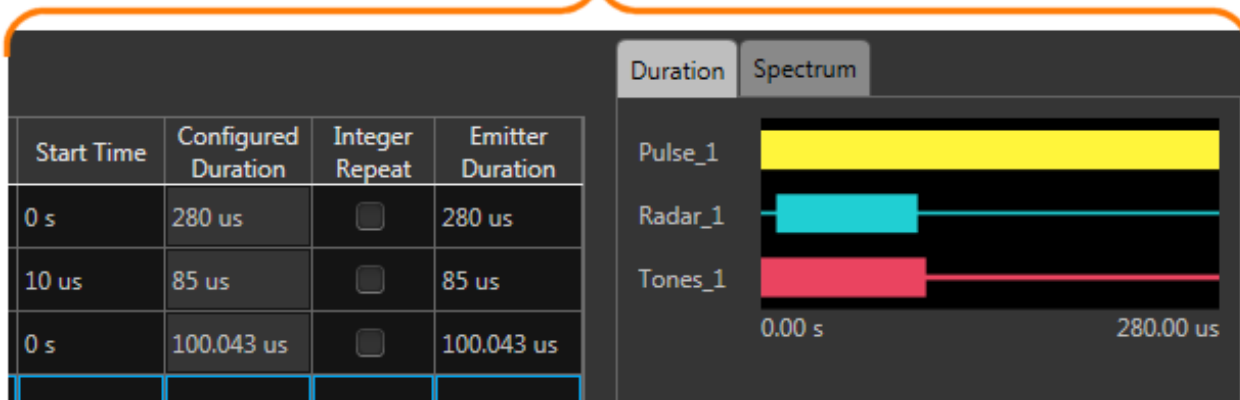 Duration Spectrum
Start Time Configured Duration Integer Repeat Emitter Duration
0 s 280 us 280 us
10 us 85 us 85 us
0 s 100.043 us 100.043 us
Pulse_1
Radar_1
Tones_1
0.00 s 280.00 us